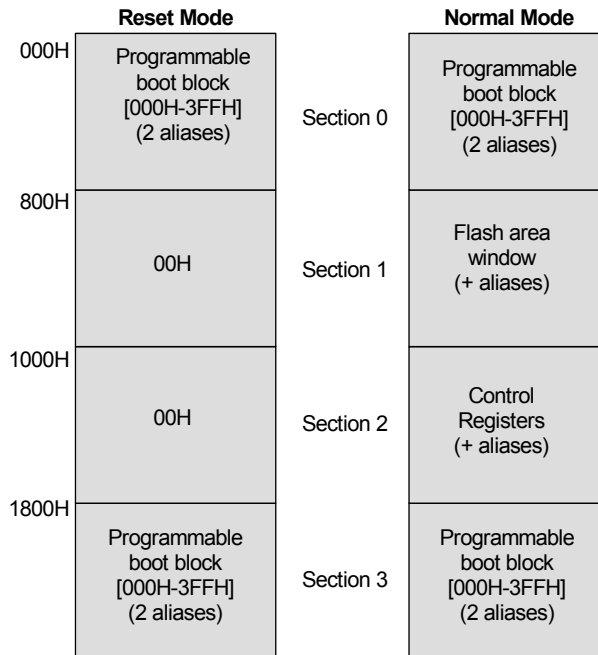 Reset Mode
Normal Mode
000H
Programmable
boot block
[000H-3FFH]
(2 aliases)
Section 0
Programmable
boot block
[000H-3FFH]
(2 aliases)
800H
00H
Section 1
Flash area
window
(+ aliases)
1000H
00H
Section 2
Control
Registers
(+ aliases)
1800H
Programmable
boot block
[000H-3FFH]
(2 aliases)
Section 3
Programmable
boot block
[000H-3FFH]
(2 aliases)